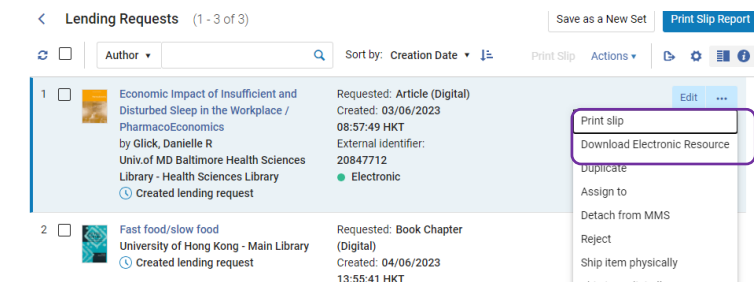 Lending Requests (1 - 3 of 3)
Save as a New Set
Print Slip Report
Author
Sort by: Creation Date
Print Slip
Actions
1
Economic Impact of Insufficient and
Disturbed Sleep in the Workplace /
PharmacoEconomics
by Glick, Danielle R
Univ.of MD Baltimore Health Sciences
Library - Health Sciences Library
Created lending request
Requested: Article (Digital)
Created: 03/06/2023
08:57:49 HKT
External identifier:
20847712
Electronic
Edit ...
Print slip
Download Electronic Resource
Duplicate
Assign to
Detach from MMS
Reject
Ship item physically
2
Fast food/slow food
University of Hong Kong - Main Library
Created lending request
Requested: Book Chapter
(Digital)
Created: 04/06/2023
13:55:41 HKT